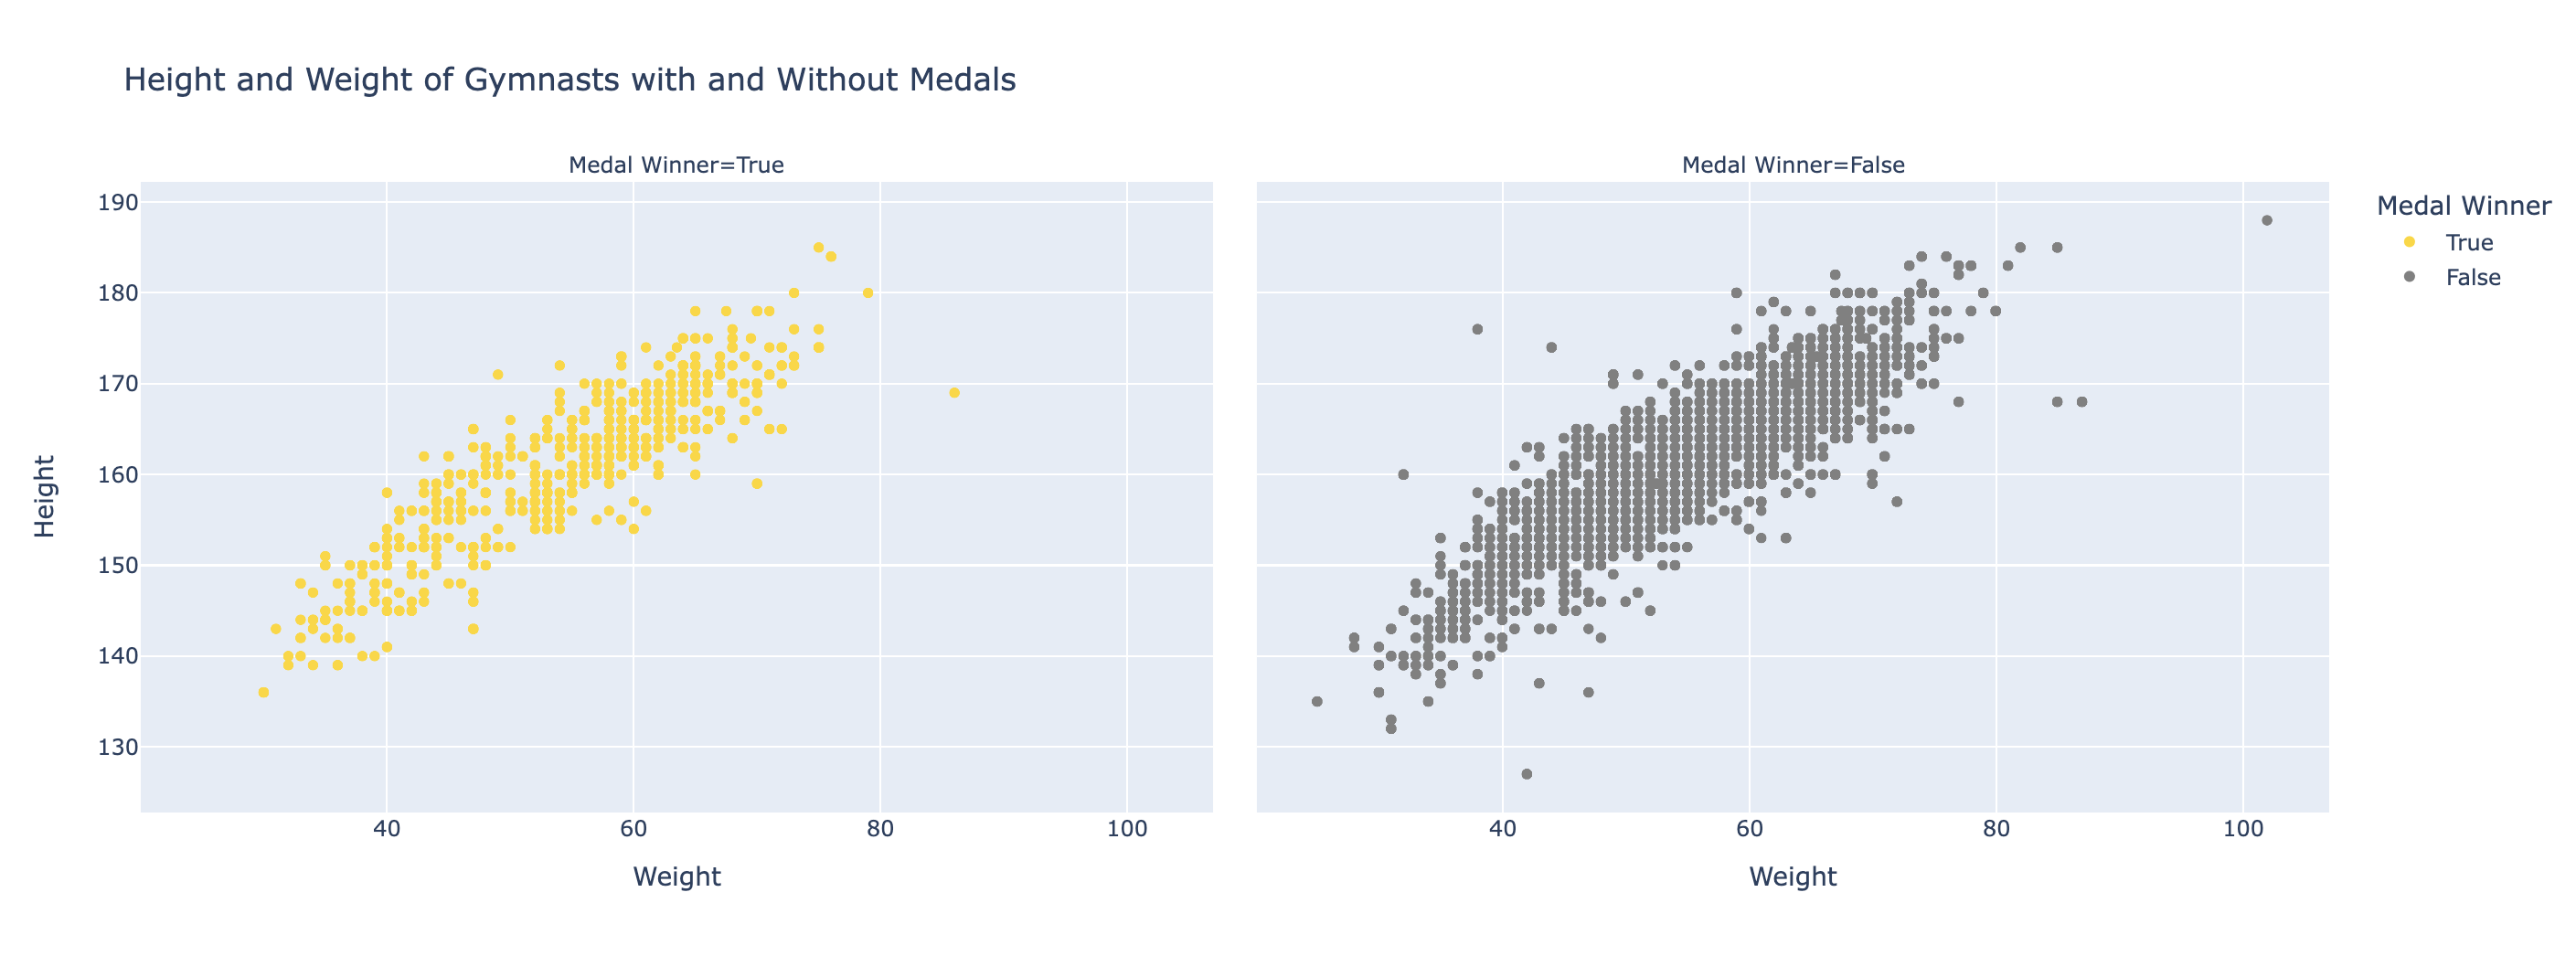 Height and Weight of Gymnasts with and Without Medals
Medal Winner=True
Medal Winner=False
Medal Winner
True
False
Height
190
180
170
160
150
140
130
40 60 80 100
40 60 80 100
Weight
Weight